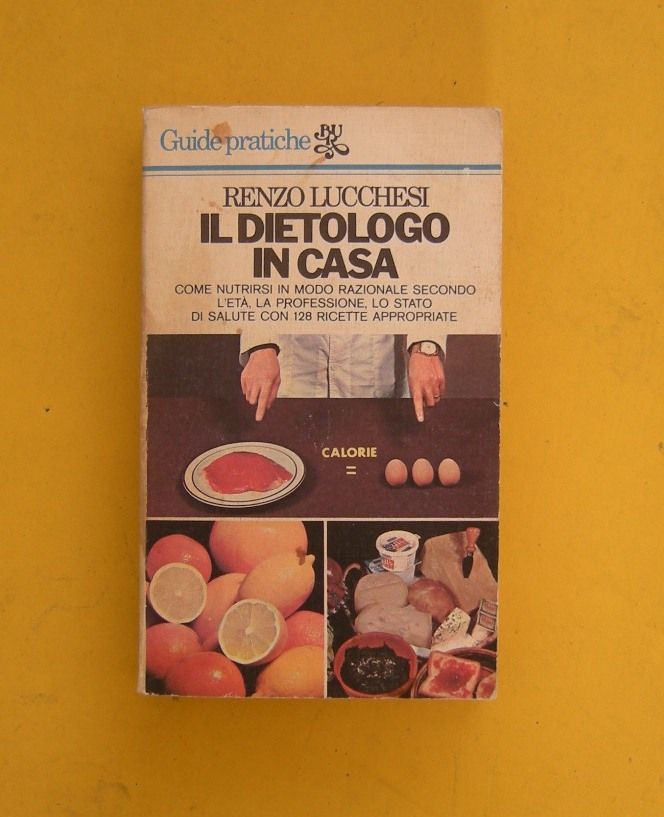 Guide pratiche BUR
RENZO LUCCHESI
IL DIETOLOGO
IN CASA
COME NUTRIRSI IN MODO RAZIONALE SECONDO
L'ETÀ, LA PROFESSIONE, LO STATO
DI SALUTE CON 128 RICETTE APPROPRIATE
CALORIE
=